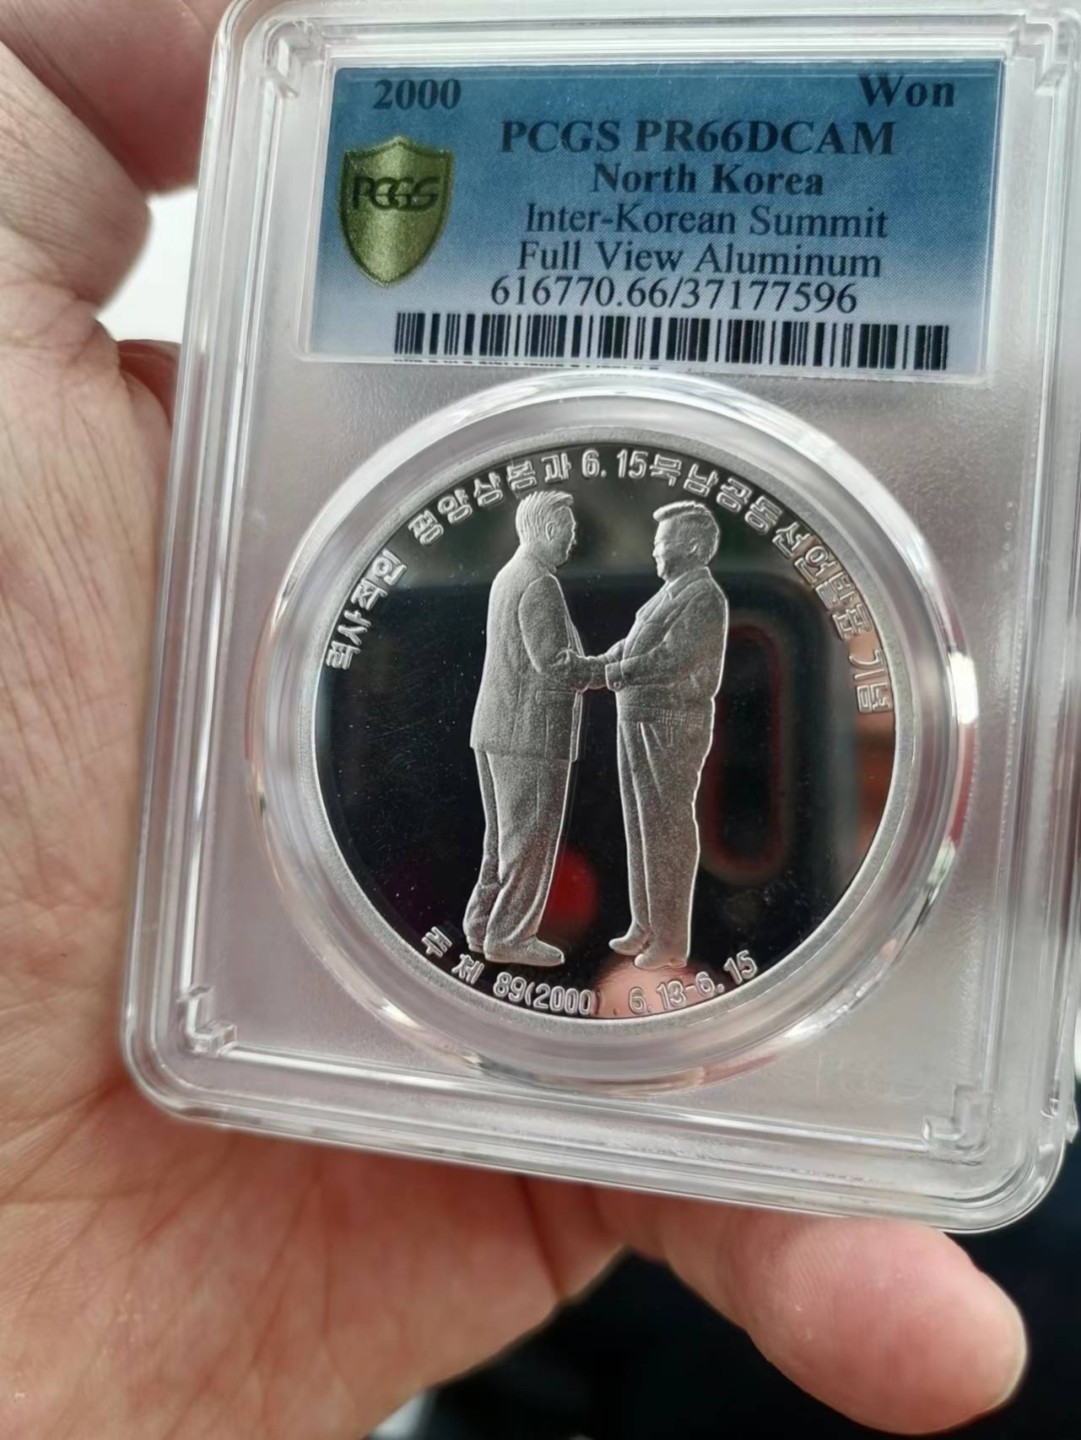 2000 Won
PCGS PR66DCAM
PCGS
North Korea
Inter-Korean Summit
Full View Aluminum
616770.66/37177596
력사적인 평양상봉과 6.15북남공동선언발표 기념
주체 89(2000). 6.13-6.15